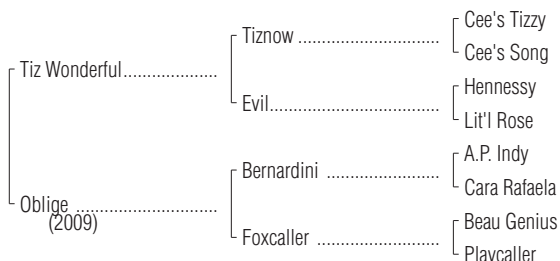 Cee's Tizzy
Tiznow
Cee's Song
Tiz Wonderful
Hennessy
Evil
Lit'l Rose
A.P. Indy
Bernardini
Cara Rafaela
Oblige
(2009)
Beau Genius
Foxcaller
Playcaller